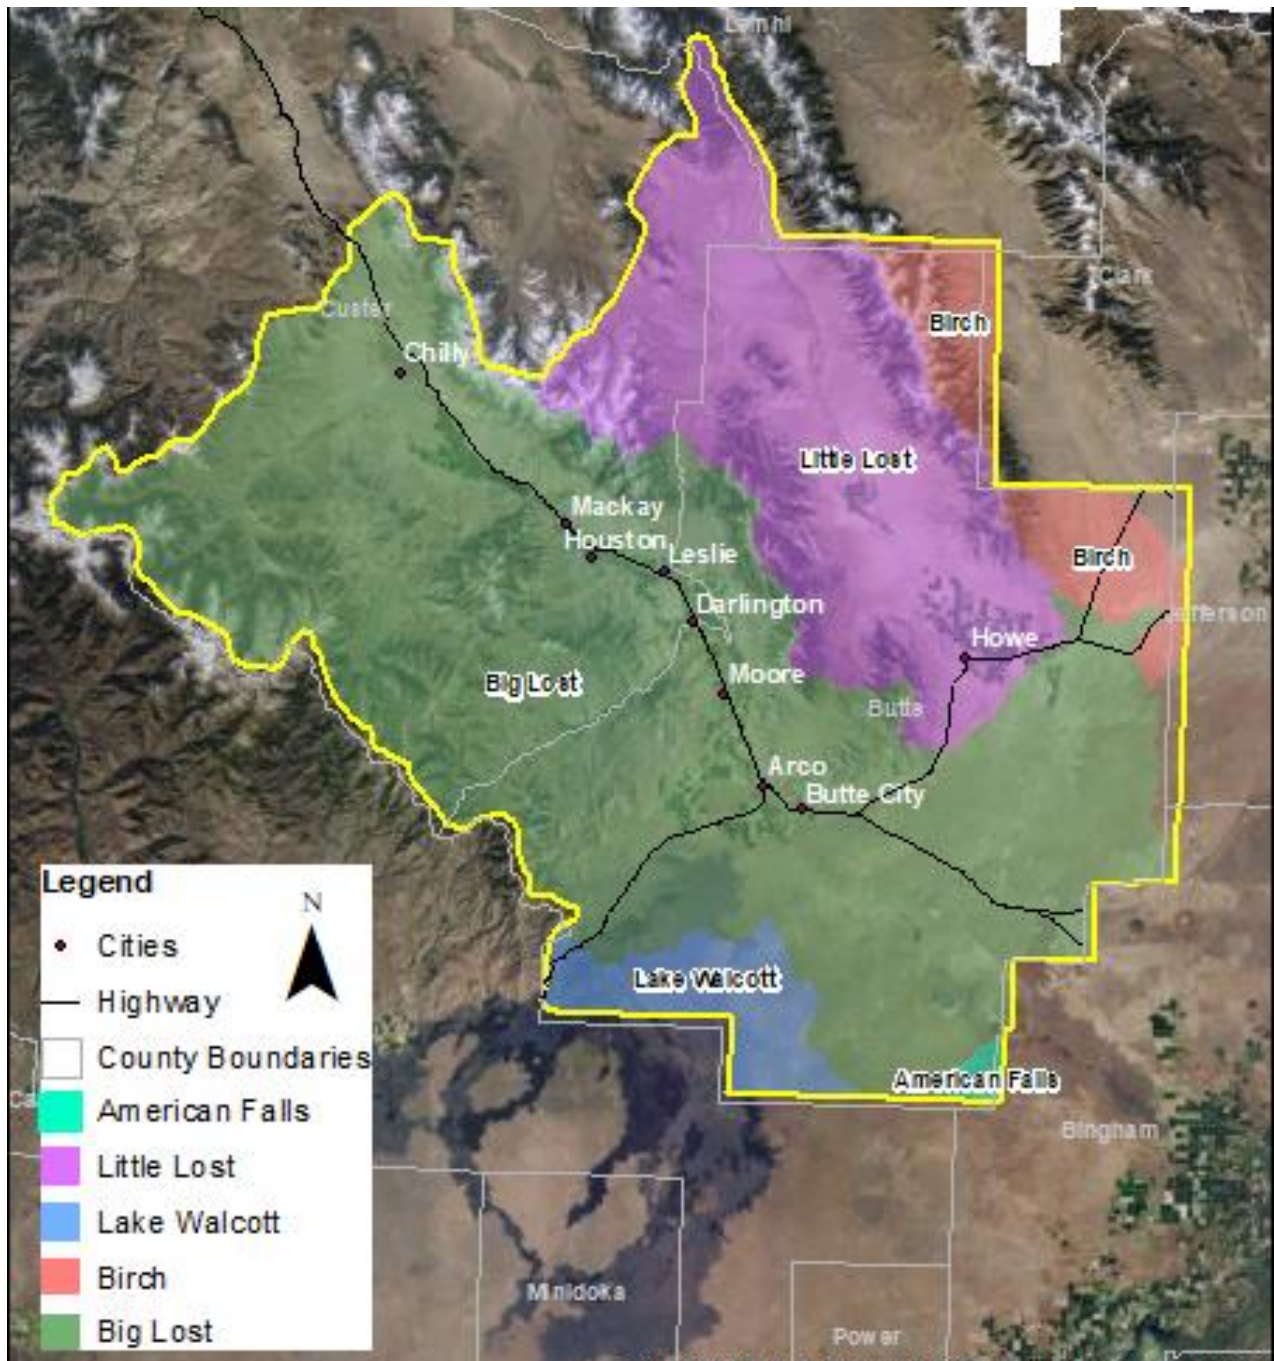 Lemhi
Clark
Custer
Birch
Chilly
Little Lost
Mackay
Houston
Leslie
Birch
Darlington
Jefferson
Howe
Moore
Big Lost
Butte
Arco
Butte City
Legend
N
Cities
Lake Walcott
Highway
County Boundaries
American Falls
American Falls
Bingham
Little Lost
Lake Walcott
Birch
Minidoka
Big Lost
Power